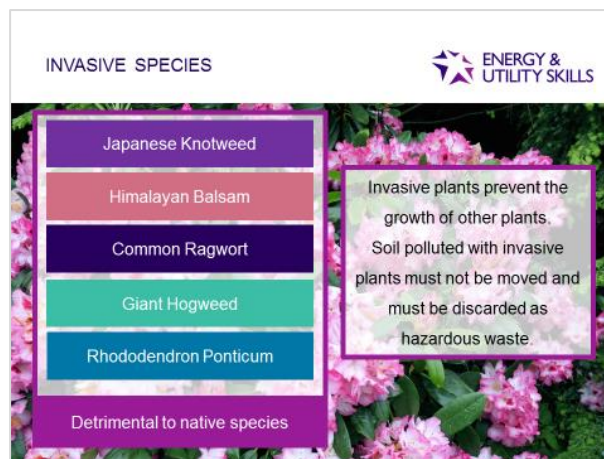 INVASIVE SPECIES
ENERGY &
UTILITY SKILLS
Japanese Knotweed
Himalayan Balsam
Common Ragwort
Giant Hogweed
Rhododendron Ponticum
Detrimental to native species
Invasive plants prevent the
growth of other plants.
Soil polluted with invasive
plants must not be moved and
must be discarded as
hazardous waste.